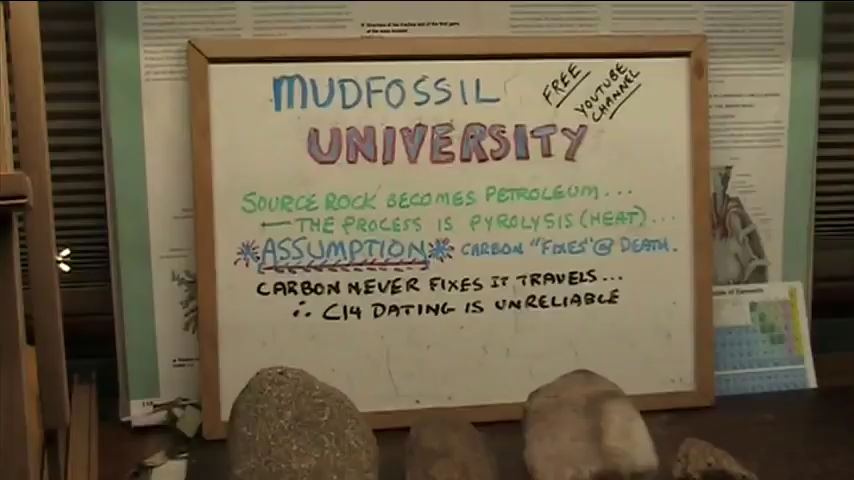 MUDFOSSIL
FREE
YOUTUBE
CHANNEL
UNIVERSITY
SOURCE ROCK BECOMES PETROLEUM...
— THE PROCESS IS PYROLYSIS (HEAT)...
*ASSUMPTION* CARBON "FIXES" @ DEATH.
CARBON NEVER FIXES IT TRAVELS...
∴ C14 DATING IS UNRELIABLE